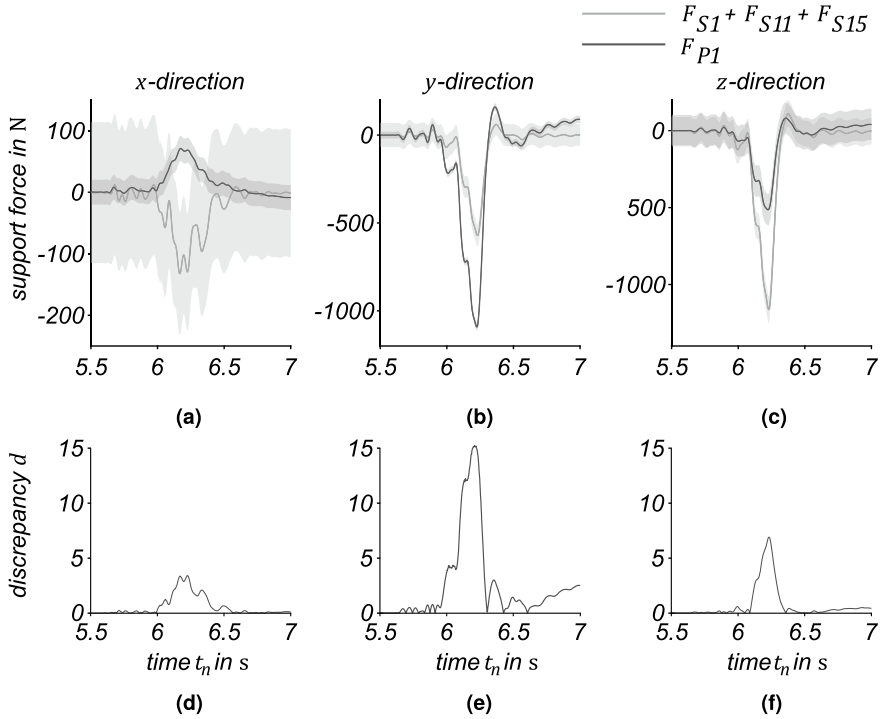 F_S1 + F_S11 + F_S15
F_P1
x-direction
y-direction
z-direction
support force in N
100
0
-100
-200
5.5 6 6.5 7
0
-500
-1000
5.5 6 6.5 7
0
500
-1000
5.5 6 6.5 7
(a)
(b)
(c)
discrepancy d
15
10
5
0
5.5 6 6.5 7
time t_n in s
15
10
5
0
5.5 6 6.5 7
time t_n in s
15
10
5
0
5.5 6 6.5 7
time t_n in s
(d)
(e)
(f)